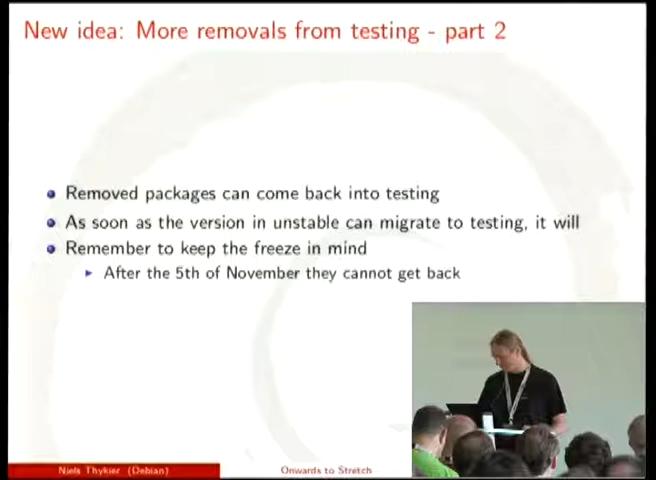 New idea: More removals from testing - part 2
Removed packages can come back into testing
As soon as the version in unstable can migrate to testing, it will
Remember to keep the freeze in mind
After the 5th of November they cannot get back
Niels Thykier (Debian)
Onwards to Stretch